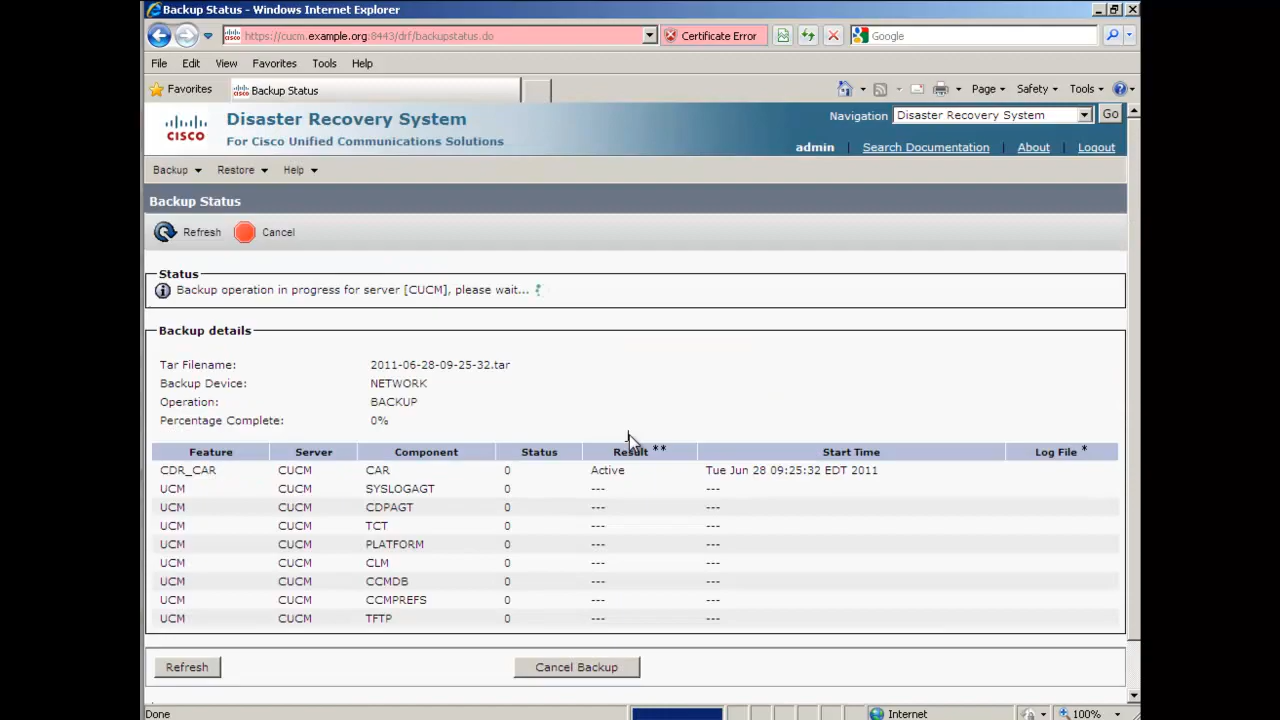 Backup Status - Windows Internet Explorer
https://cucm.example.org:8443/drf/backupstatus.do Certificate Error Google
File Edit View Favorites Tools Help
Favorites Backup Status Page Safety Tools
CISCO Disaster Recovery System Navigation Disaster Recovery System Go
For Cisco Unified Communications Solutions admin | Search Documentation | About | Logout
Backup Restore Help
Backup Status
Refresh Cancel
Status
Backup operation in progress for server [CUCM], please wait...
Backup details
Tar Filename: 2011-06-28-09-25-32.tar
Backup Device: NETWORK
Operation: BACKUP
Percentage Complete: 0%
Feature Server Component Status Result ** Start Time Log File *
CDR_CAR CUCM CAR 0 Active Tue Jun 28 09:25:32 EDT 2011
UCM CUCM SYSLOGAGT 0 --- ---
UCM CUCM CDPAGT 0 --- ---
UCM CUCM TCT 0 --- ---
UCM CUCM PLATFORM 0 --- ---
UCM CUCM CLM 0 --- ---
UCM CUCM CCMDB 0 --- ---
UCM CUCM CCMPREFS 0 --- ---
UCM CUCM TFTP 0 --- ---
Refresh Cancel Backup
Done Internet 100%